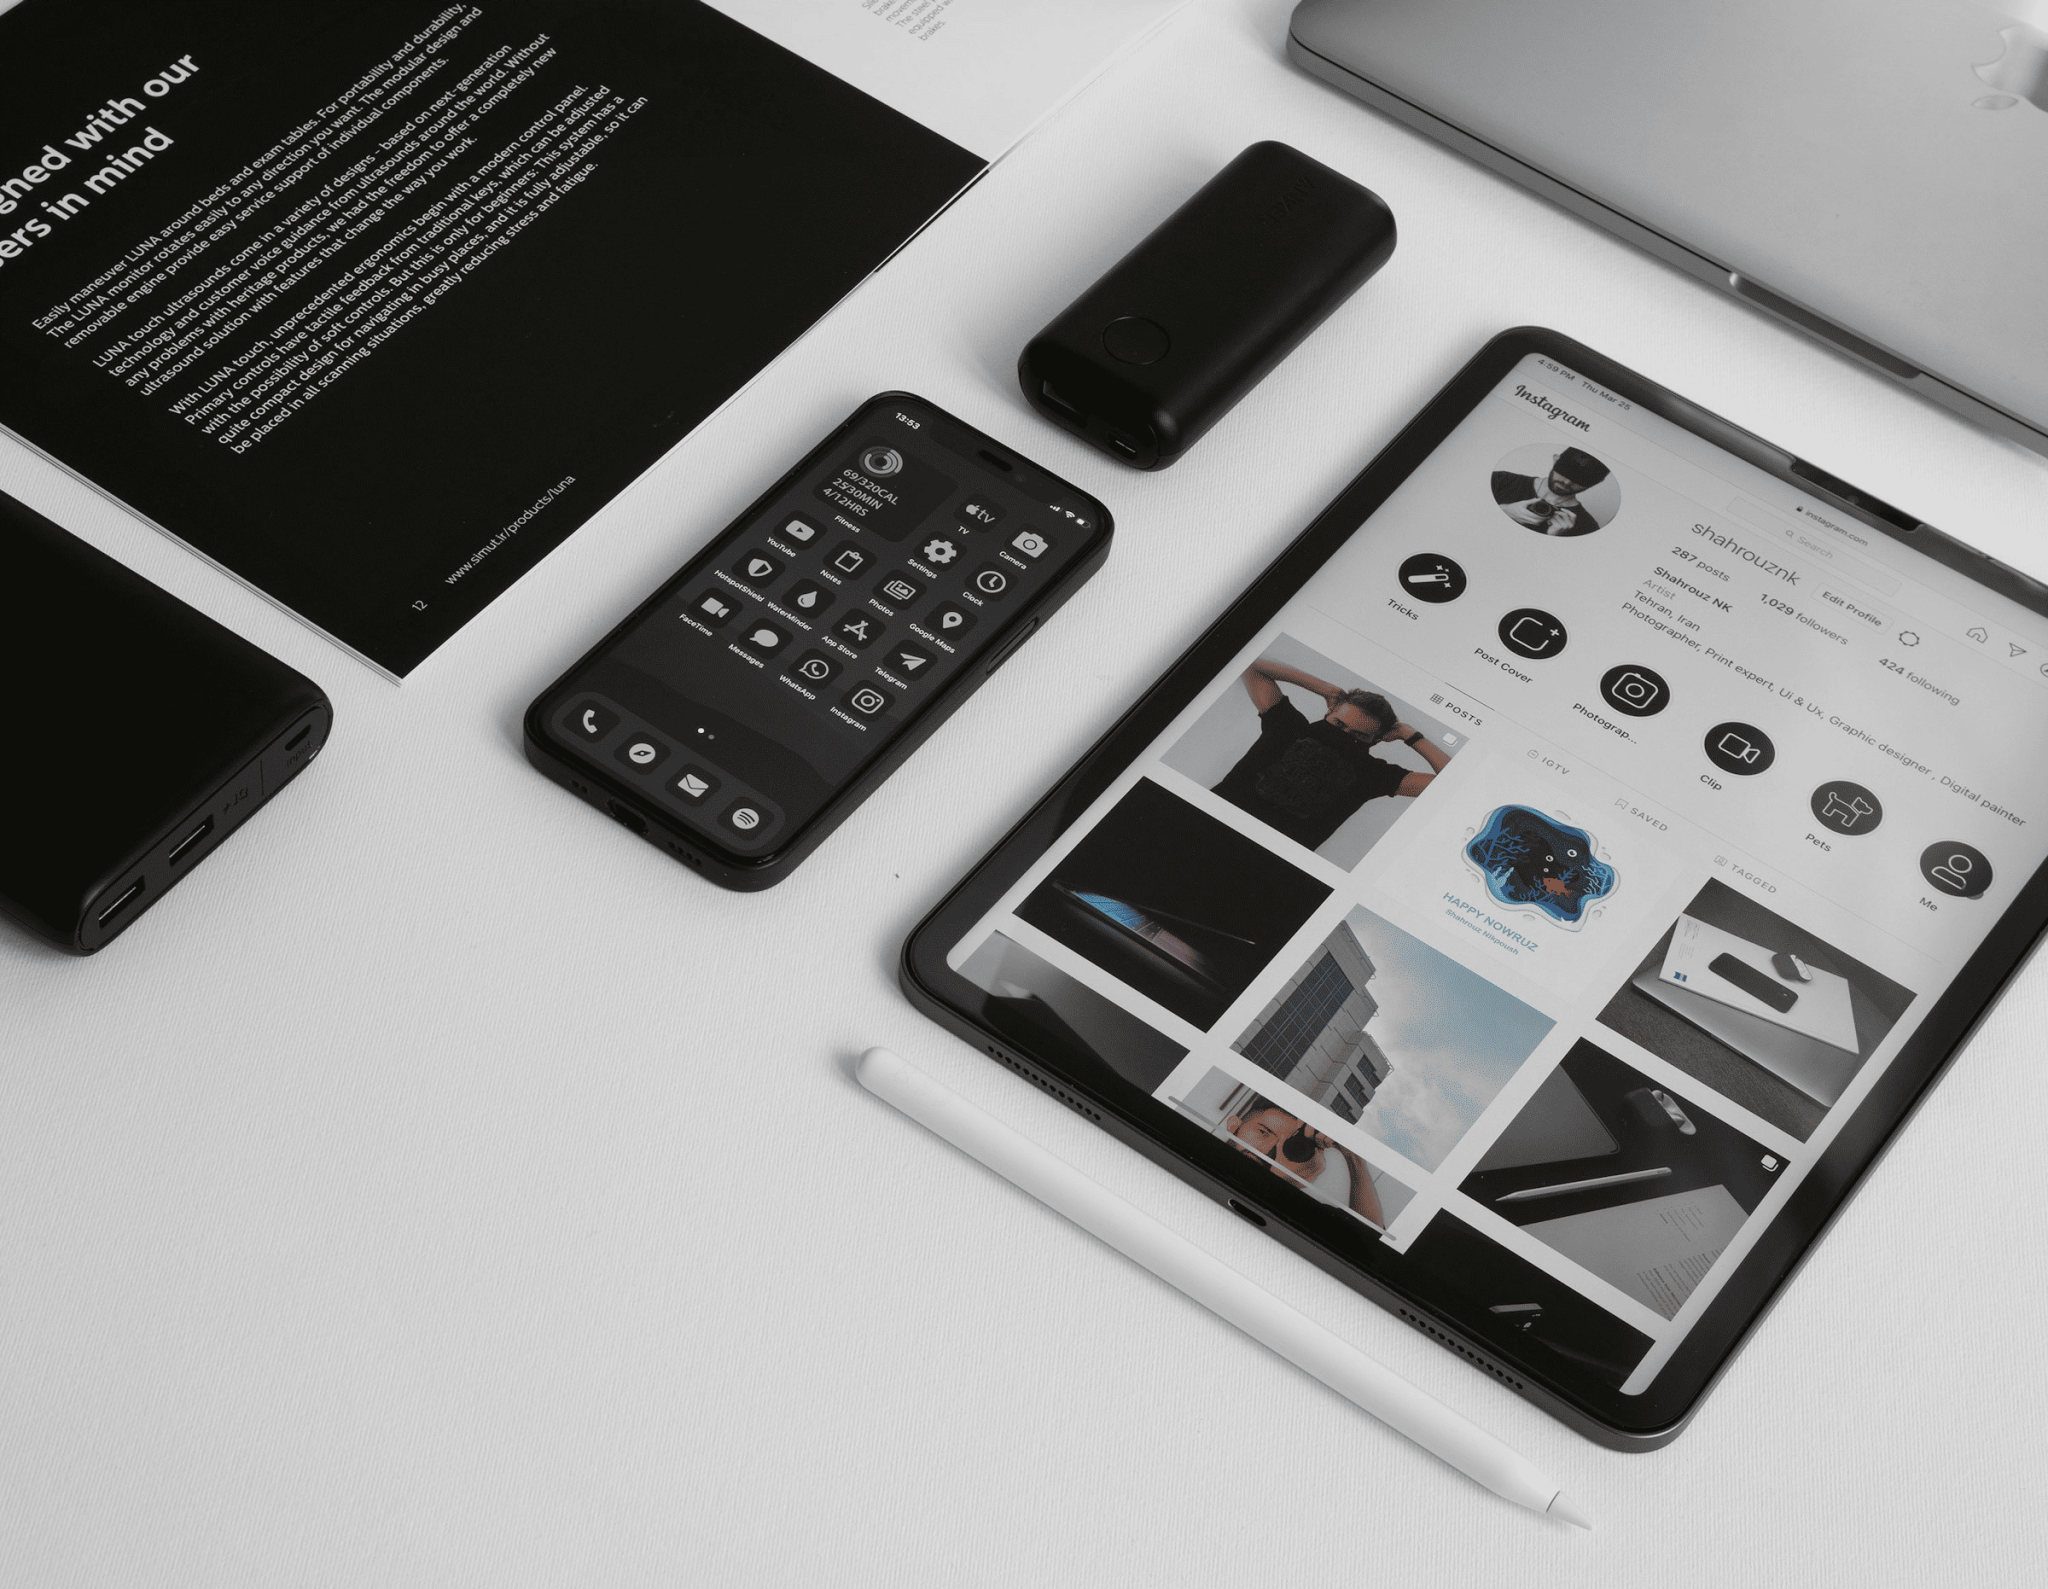 gned with our
ers in mind
Easily maneuver LUNA around beds and exam tables. For portability and durability,
The LUNA monitor rotates easily to any direction you want. The modular design and
removable engine provide easy service support of individual components.
LUNA touch ultrasounds come in a variety of designs - based on next-generation
technology and customer voice guidance from ultrasounds around the world. Without
any problems with heritage products, we had the freedom to offer a completely new
ultrasound solution with features that change the way you work.
With LUNA touch, unprecedented ergonomics begin with a modern control panel.
Primary controls have tactile feedback from traditional keys, which can be adjusted
with the possibility of soft controls. But this is only for beginners: This system has a
quite compact design for navigating in busy places, and it is fully adjustable, so it can
be placed in all scanning situations, greatly reducing stress and fatigue.
12
www.simut.ir/products/luna
The steel
equipped w
brakes.
input
13:53
69/320CAL
25/30MIN
4/12HRS
Fitness
tv
TV
Camera
YouTube
Notes
Settings
Clock
HotspotShield
WaterMinder
Photos
Google Maps
FaceTime
Messages
App Store
Telegram
WhatsApp
Instagram
4:59 PM Thu Mar 25
instagram.com
Instagram
Search
shahrouznk
Edit Profile
287 posts
1,029 followers
424 following
Shahrouz NK
Artist
Tehran, Iran
Photographer, Print expert, Ui & Ux, Graphic designer , Digital painter
Tricks
Post Cover
Photograp...
Clip
Pets
Me
POSTS
IGTV
SAVED
TAGGED
HAPPY NOWRUZ
Shahrouz Nikpoush